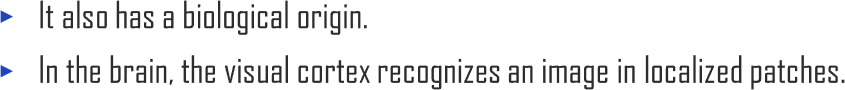 It also has a biological origin.
In the brain, the visual cortex recognizes an image in localized patches.